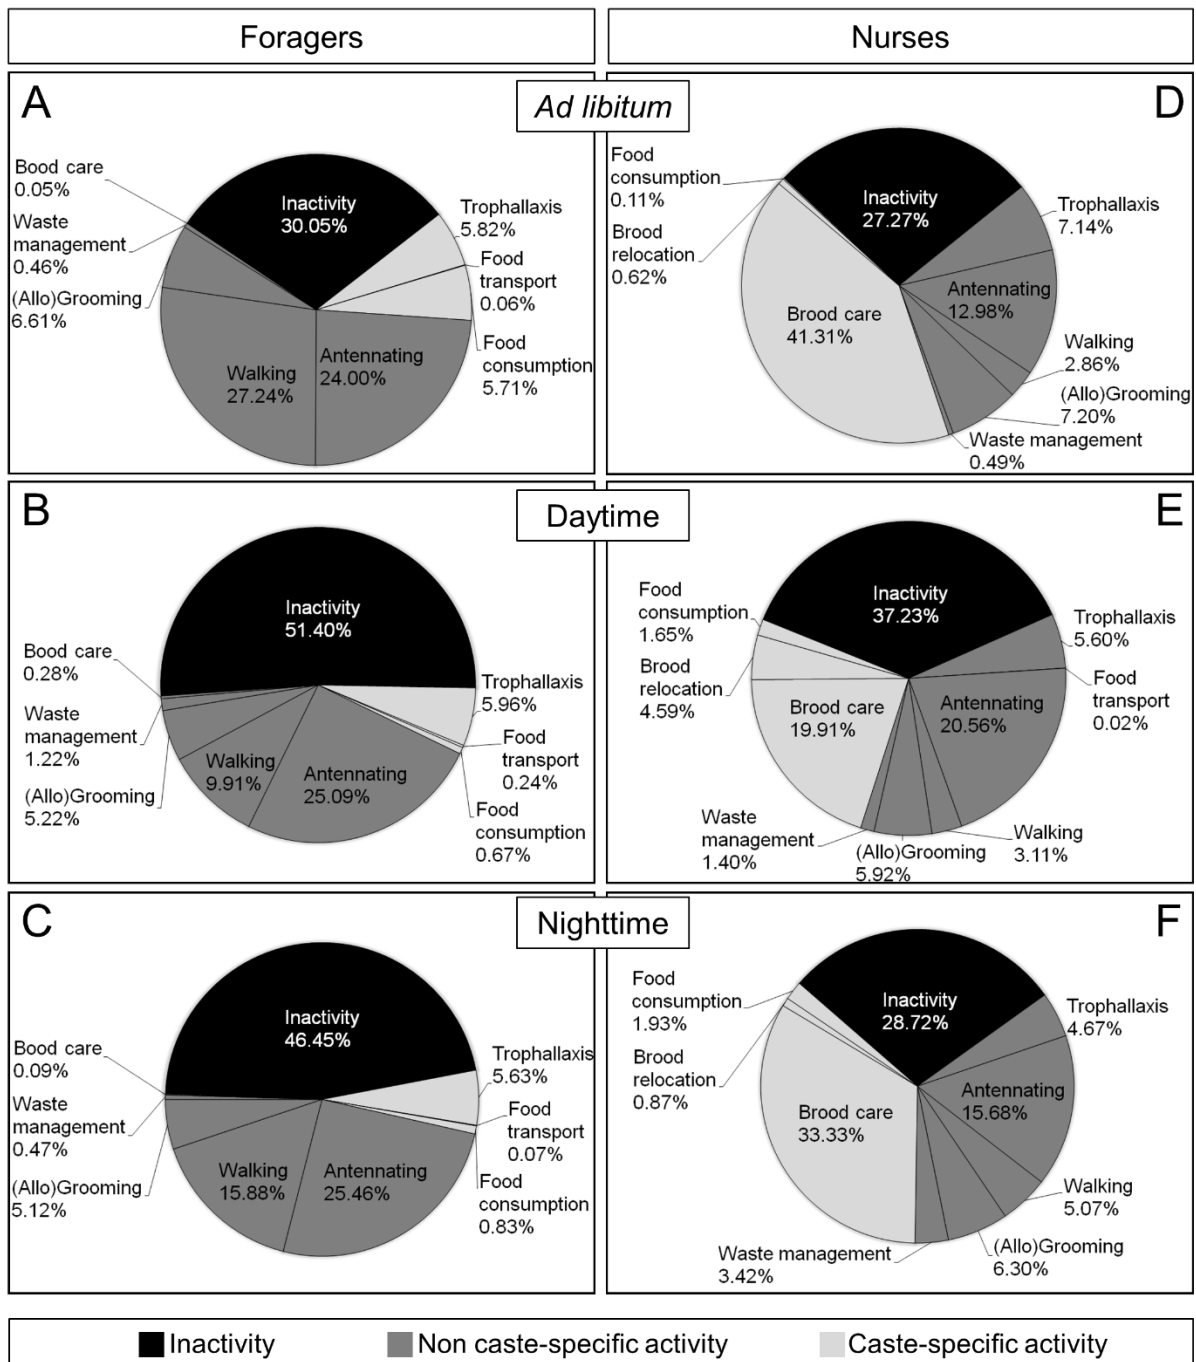 Foragers
Nurses
Ad libitum
Daytime
Nighttime
A
Inactivity
30.05%
Trophallaxis
5.82%
Food
transport
0.06%
Food
consumption
5.71%
Antennating
24.00%
Walking
27.24%
(Allo)Grooming
6.61%
Waste
management
0.46%
Bood care
0.05%
D
Inactivity
27.27%
Trophallaxis
7.14%
Antennating
12.98%
Walking
2.86%
(Allo)Grooming
7.20%
Waste management
0.49%
Brood care
41.31%
Brood
relocation
0.62%
Food
consumption
0.11%
B
Inactivity
51.40%
Trophallaxis
5.96%
Food
transport
0.24%
Food
consumption
0.67%
Antennating
25.09%
Walking
9.91%
(Allo)Grooming
5.22%
Waste
management
1.22%
Bood care
0.28%
E
Inactivity
37.23%
Trophallaxis
5.60%
Food
transport
0.02%
Antennating
20.56%
Walking
3.11%
(Allo)Grooming
5.92%
Waste
management
1.40%
Brood care
19.91%
Brood
relocation
4.59%
Food
consumption
1.65%
C
Inactivity
46.45%
Trophallaxis
5.63%
Food
transport
0.07%
Food
consumption
0.83%
Antennating
25.46%
Walking
15.88%
(Allo)Grooming
5.12%
Waste
management
0.47%
Bood care
0.09%
F
Inactivity
28.72%
Trophallaxis
4.67%
Antennating
15.68%
Walking
5.07%
(Allo)Grooming
6.30%
Waste management
3.42%
Brood care
33.33%
Brood
relocation
0.87%
Food
consumption
1.93%
Inactivity
Non caste-specific activity
Caste-specific activity